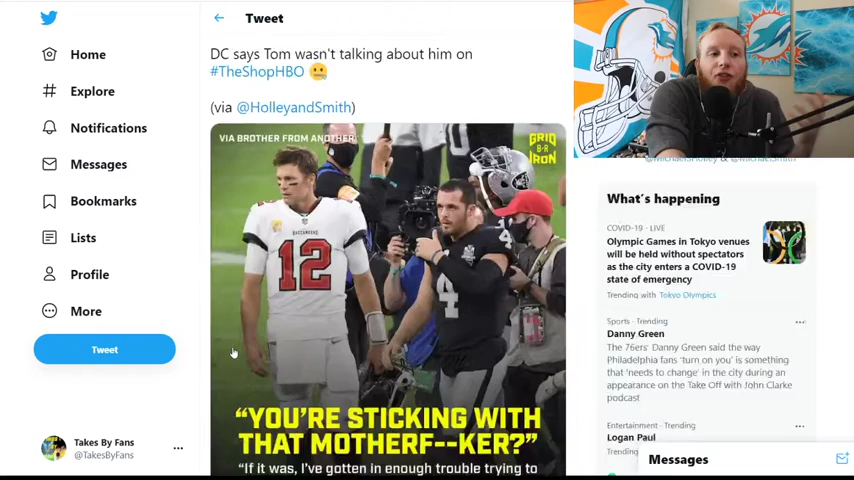 Tweet
Home
Explore
Notifications
Messages
Bookmarks
Lists
Profile
More
Tweet
Takes By Fans
@TakesByFans
DC says Tom wasn't talking about him on
#TheShopHBO
(via @HolleyandSmith)
VIA BROTHER FROM ANOTHER
GRID
IRON
BUCCANEERS
12
4
"YOU'RE STICKING WITH
THAT MOTHERF--KER?"
"If it was, I've gotten in enough trouble trying to
What's happening
COVID-19 · LIVE
Olympic Games in Tokyo venues
will be held without spectators
as the city enters a COVID-19
state of emergency
Trending with Tokyo Olympics
Sports · Trending
Danny Green
The 76ers' Danny Green said the way
Philadelphia fans 'turn on you' is something
that 'needs to change' in the city during an
appearance on the Take Off with John Clarke
podcast
Entertainment · Trending
Logan Paul
Trending
Messages